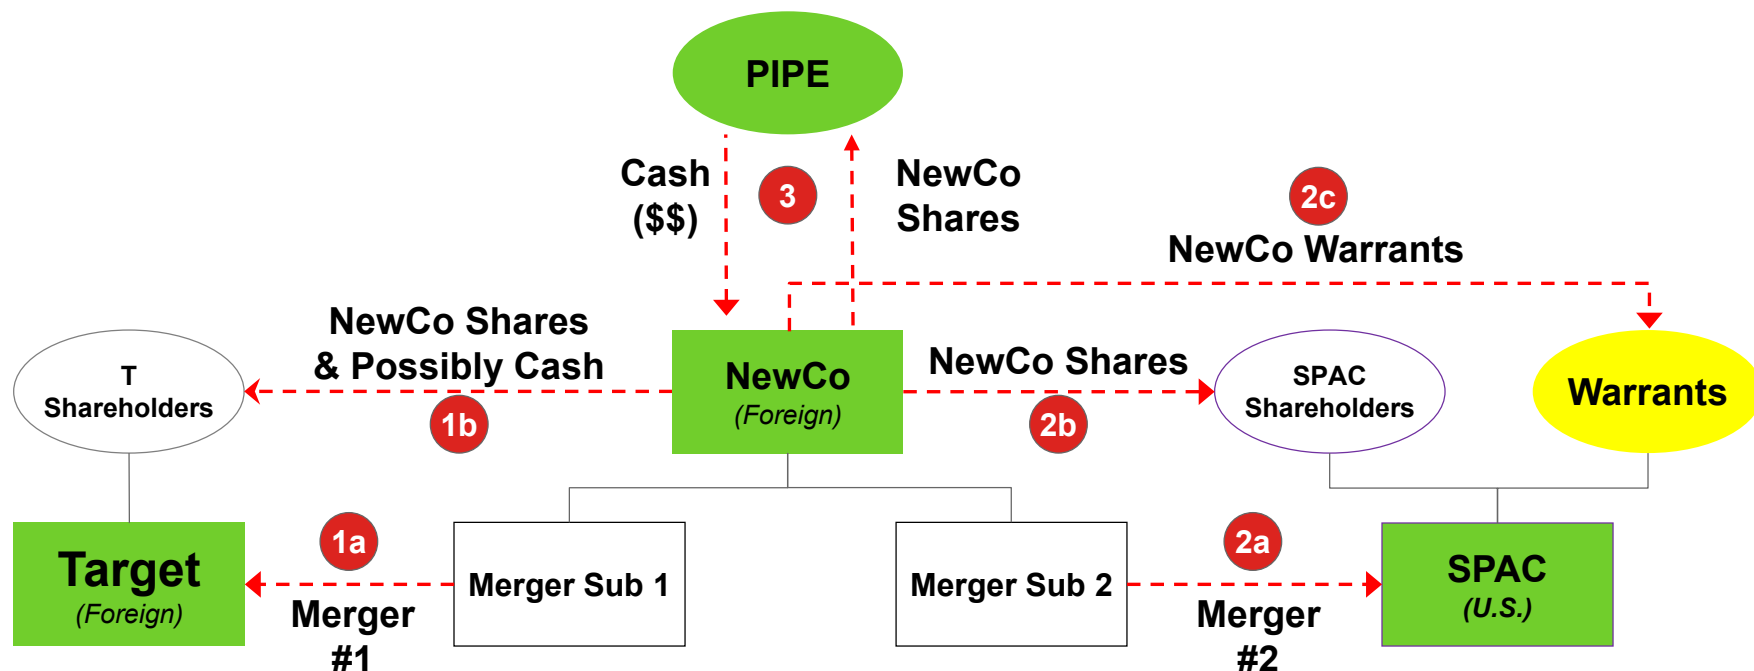 PIPE
Cash
($$)
3
NewCo
Shares
2c
NewCo Warrants
NewCo Shares
& Possibly Cash
T
Shareholders
1b
NewCo
(Foreign)
NewCo Shares
2b
SPAC
Shareholders
Warrants
Target
(Foreign)
1a
Merger
#1
Merger Sub 1
Merger Sub 2
2a
Merger
#2
SPAC
(U.S.)